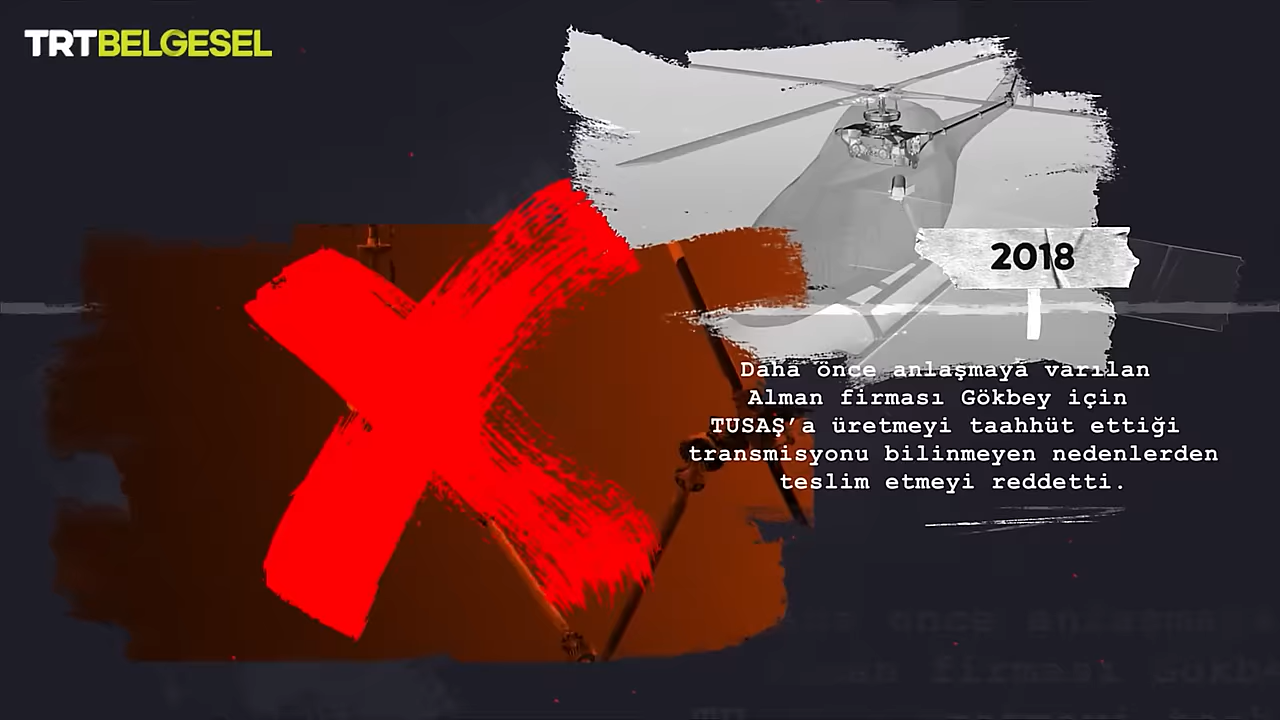 TRTBELGESEL
2018
Daha önce anlaşmaya varılan
Alman firması Gökbey için
TUSAŞ’a üretmeyi taahhüt ettiği
transmisyonu bilinmeyen nedenlerden
teslim etmeyi reddetti.